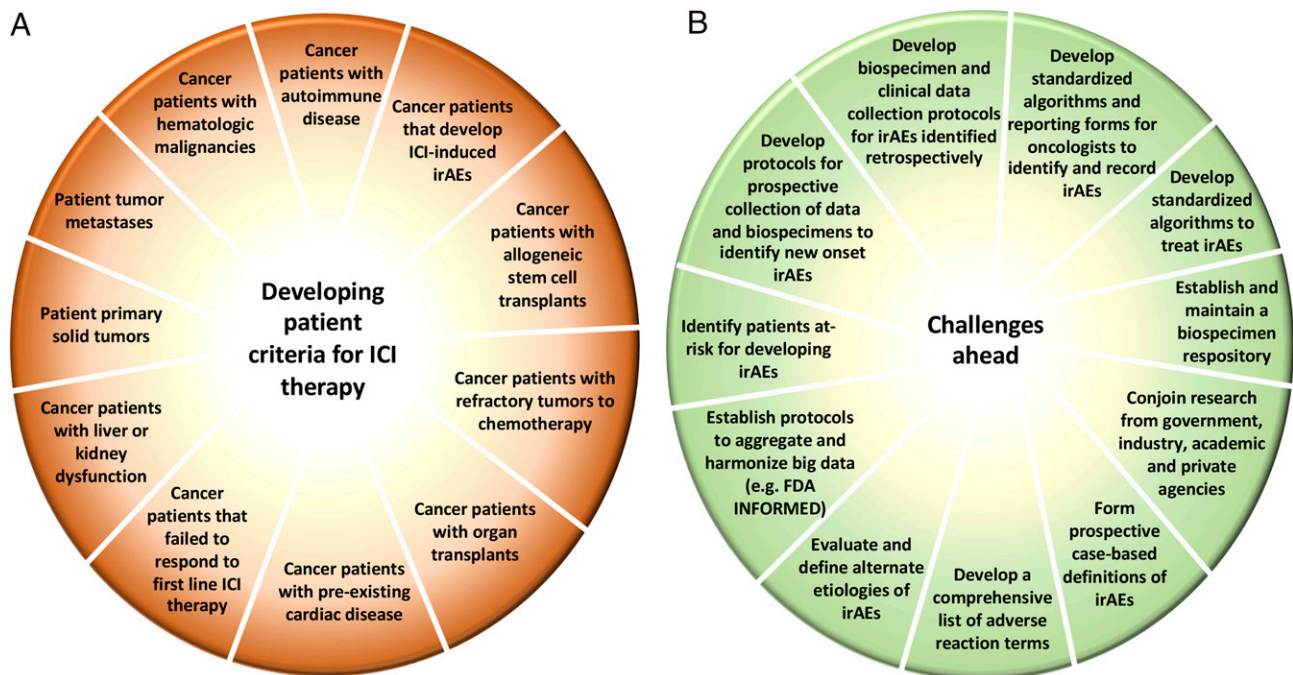 A
Cancer
patients with
autoimmune
disease
Cancer patients
that develop
ICI-induced
irAEs
Cancer
patients with
allogeneic
stem cell
transplants
Cancer patients with
refractory tumors to
chemotherapy
Cancer patients
with organ
transplants
Cancer patients
with pre-existing
cardiac disease
Cancer
patients that
failed to
respond to
first line ICI
therapy
Cancer patients
with liver or
kidney
dysfunction
Patient primary
solid tumors
Patient tumor
metastases
Cancer
patients with
hematologic
malignancies
Developing
patient
criteria for ICI
therapy
B
Develop
biospecimen and
clinical data
collection protocols
for irAEs identified
retrospectively
Develop
standardized
algorithms and
reporting forms for
oncologists to
identify and record
irAEs
Develop
standardized
algorithms to
treat irAEs
Establish and
maintain a
biospecimen
respository
Conjoin research
from government,
industry, academic
and private
agencies
Form
prospective
case-based
definitions of
irAEs
Develop a
comprehensive
list of adverse
reaction terms
Evaluate and
define alternate
etiologies of
irAEs
Establish protocols
to aggregate and
harmonize big data
(e.g. FDA
INFORMED)
Identify patients at-
risk for developing
irAEs
Develop
protocols for
prospective
collection of data
and biospecimens to
identify new onset
irAEs
Challenges
ahead